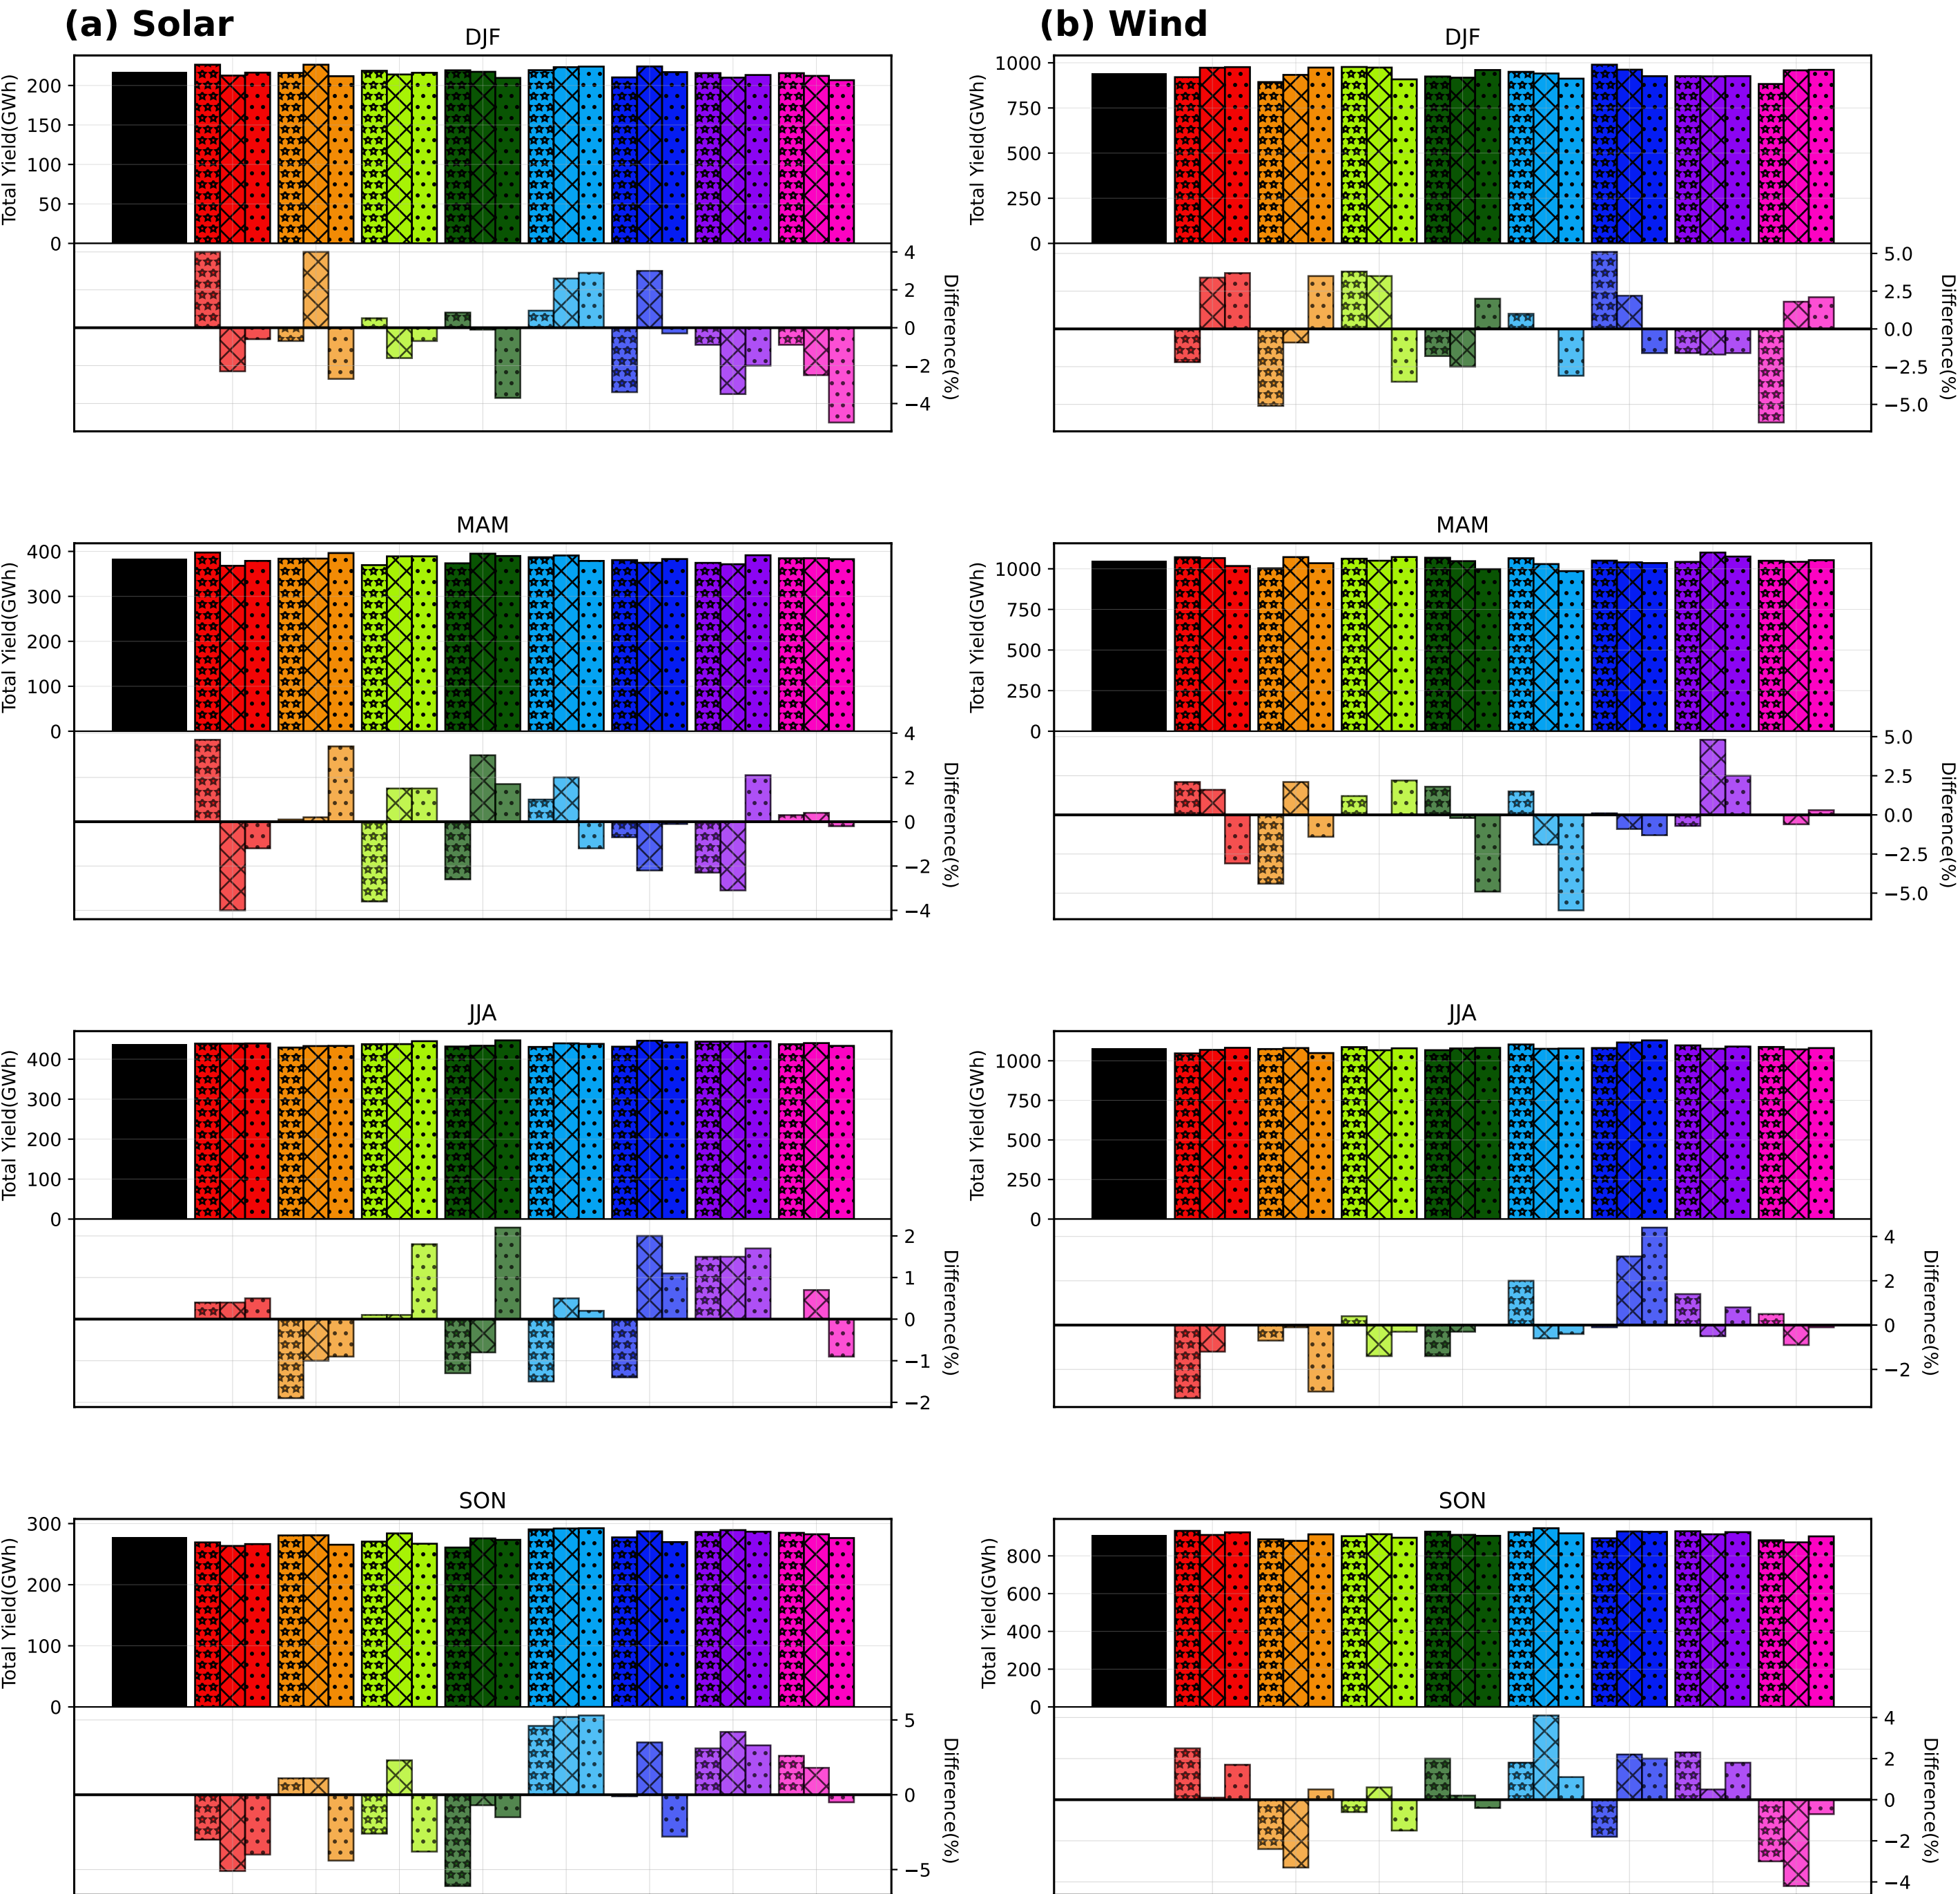 (a) Solar
DJF
Total Yield(GWh)
200
150
100
50
0
4
2
0
−2
−4
Difference(%)
MAM
Total Yield(GWh)
400
300
200
100
0
4
2
0
−2
−4
Difference(%)
JJA
Total Yield(GWh)
400
300
200
100
0
2
1
0
−1
−2
Difference(%)
SON
Total Yield(GWh)
300
200
100
0
5
0
−5
Difference(%)
(b) Wind
DJF
Total Yield(GWh)
1000
750
500
250
0
5.0
2.5
0.0
−2.5
−5.0
Difference(%)
MAM
Total Yield(GWh)
1000
750
500
250
0
5.0
2.5
0.0
−2.5
−5.0
Difference(%)
JJA
Total Yield(GWh)
1000
750
500
250
0
4
2
0
−2
Difference(%)
SON
Total Yield(GWh)
800
600
400
200
0
4
2
0
−2
−4
Difference(%)